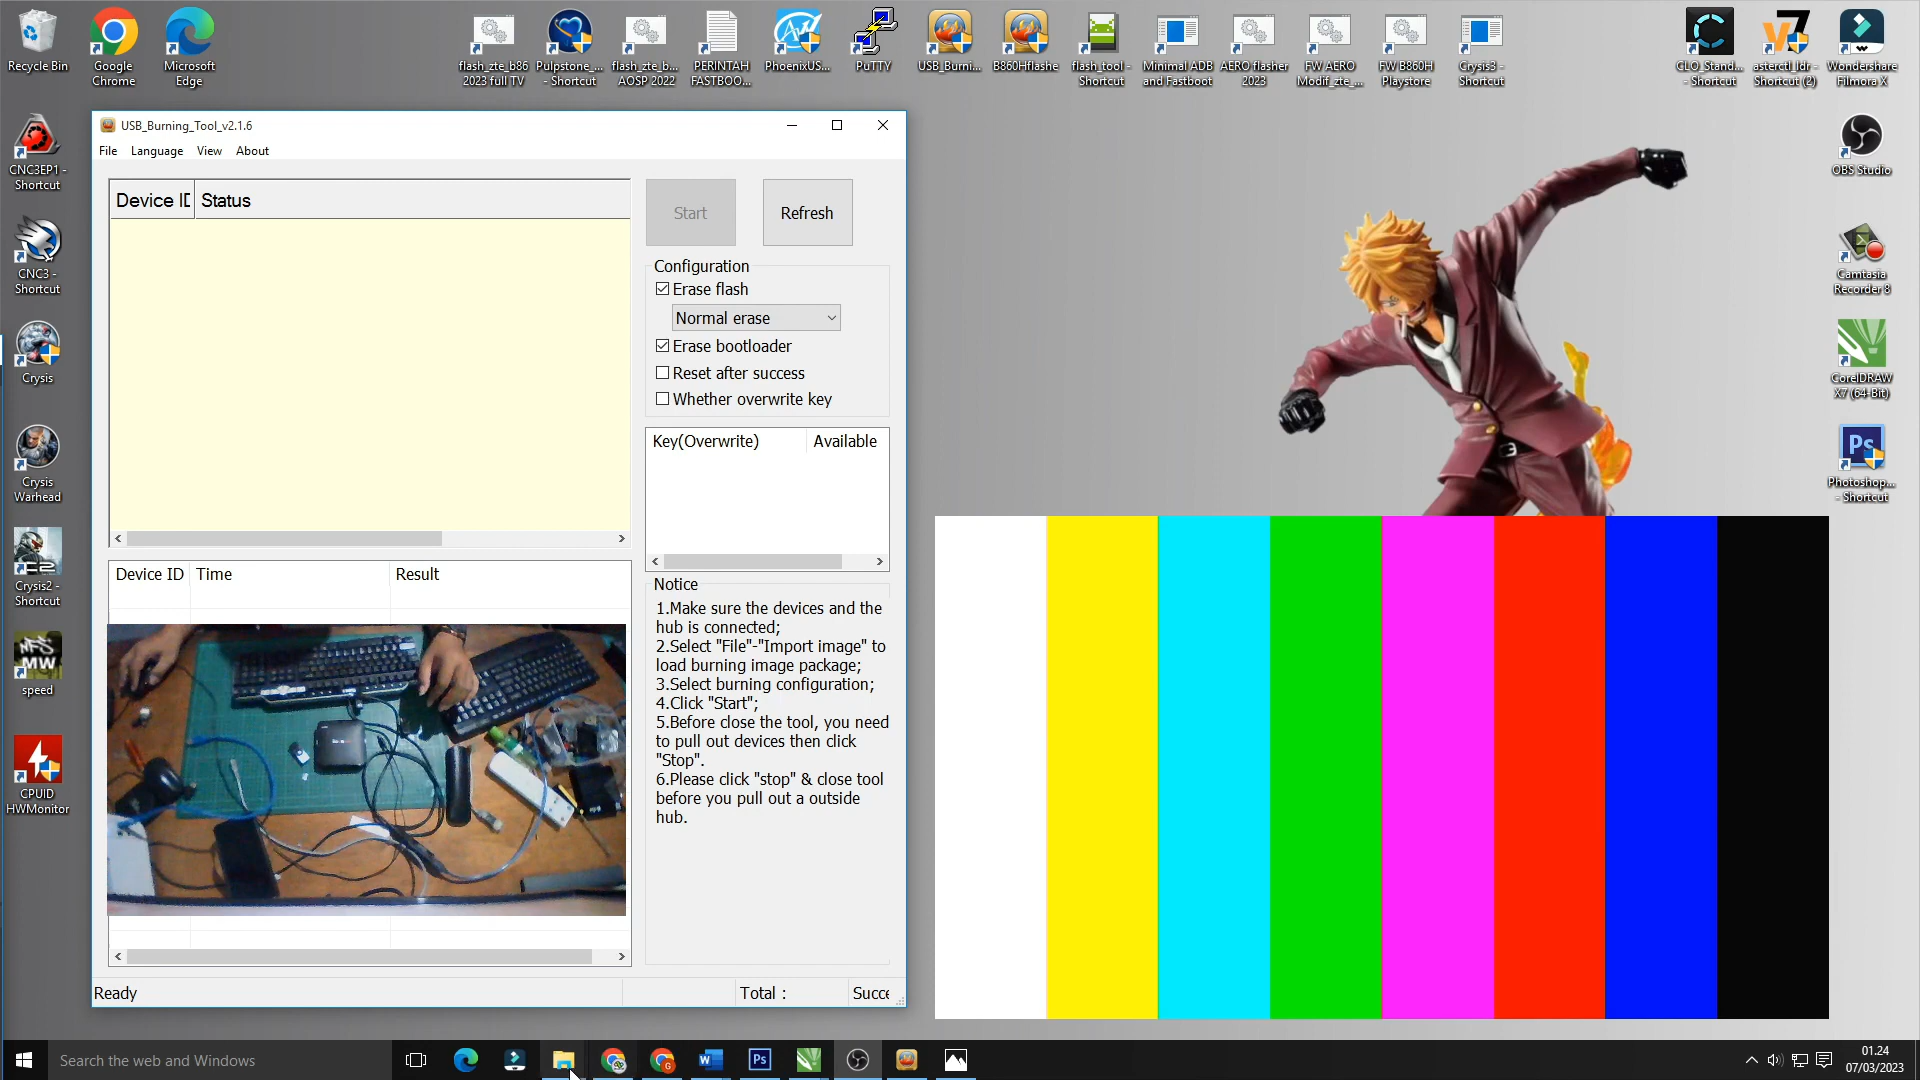 Recycle Bin
Google
Chrome
Microsoft
Edge
flash_zte_b86
2023 full TV
Pulpstone_...
- Shortcut
flash_zte_b...
AOSP 2022
PERINTAH
FASTBOO...
PhoenixUS...
PuTTY
USB_Burni...
B860Hflashe
flash_tool -
Shortcut
Minimal ADB
and Fastboot
AERO flasher
2023
FW AERO
Modif_zte_...
FW B860H
Playstore
Crysis3 -
Shortcut
CLO_Stand...
- Shortcut
asterctl_ldr -
Shortcut (2)
Wondershare
Filmora X
CNC3EP1 -
Shortcut
CNC3 -
Shortcut
Crysis
Crysis
Warhead
Crysis2 -
Shortcut
speed
CPUID
HWMonitor
OBS Studio
Camtasia
Recorder 8
CorelDRAW
X7 (64-Bit)
Photoshop...
- Shortcut
USB_Burning_Tool_v2.1.6
File Language View About
Device ID Status
Start Refresh
Configuration
Erase flash
Normal erase
Erase bootloader
Reset after success
Whether overwrite key
Key(Overwrite) Available
Device ID Time Result
Notice
1.Make sure the devices and the
hub is connected;
2.Select "File"-"Import image" to
load burning image package;
3.Select burning configuration;
4.Click "Start";
5.Before close the tool, you need
to pull out devices then click
"Stop".
6.Please click "stop" & close tool
before you pull out a outside
hub.
Ready Total : Succe
Search the web and Windows
01.24
07/03/2023